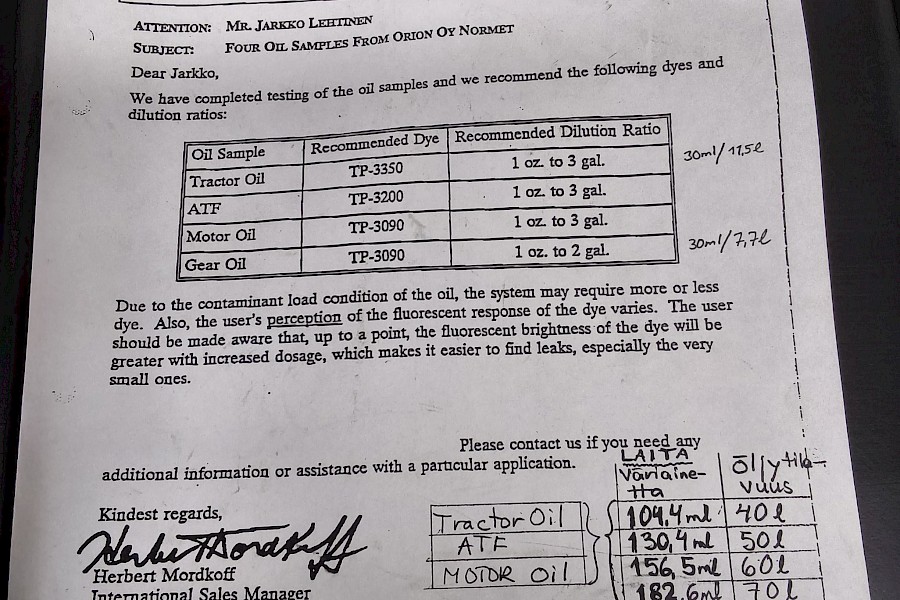 ATTENTION: MR. JARKKO LEHTINEN
SUBJECT: FOUR OIL SAMPLES FROM ORION OY NORMET
Dear Jarkko,
We have completed testing of the oil samples and we recommend the following dyes and
dilution ratios:
Oil Sample Recommended Dye Recommended Dilution Ratio
Tractor Oil TP-3350 1 oz. to 3 gal. 30ml/11,5l
ATF TP-3200 1 oz. to 3 gal.
Motor Oil TP-3090 1 oz. to 3 gal.
Gear Oil TP-3090 1 oz. to 2 gal. 30ml/7,7l
Due to the contaminant load condition of the oil, the system may require more or less
dye. Also, the user's perception of the fluorescent response of the dye varies. The user
should be made aware that, up to a point, the fluorescent brightness of the dye will be
greater with increased dosage, which makes it easier to find leaks, especially the very
small ones.
Please contact us if you need any
additional information or assistance with a particular application.
LAITA
Väriaine-
tta
Öljytila-
vuus
Kindest regards,
Tractor Oil 104,4ml 40l
ATF 130,4ml 50l
MOTOR Oil 156,5ml 60l
182,6ml 70l
Herbert Mordkoff
Herbert Mordkoff
International Sales Manager